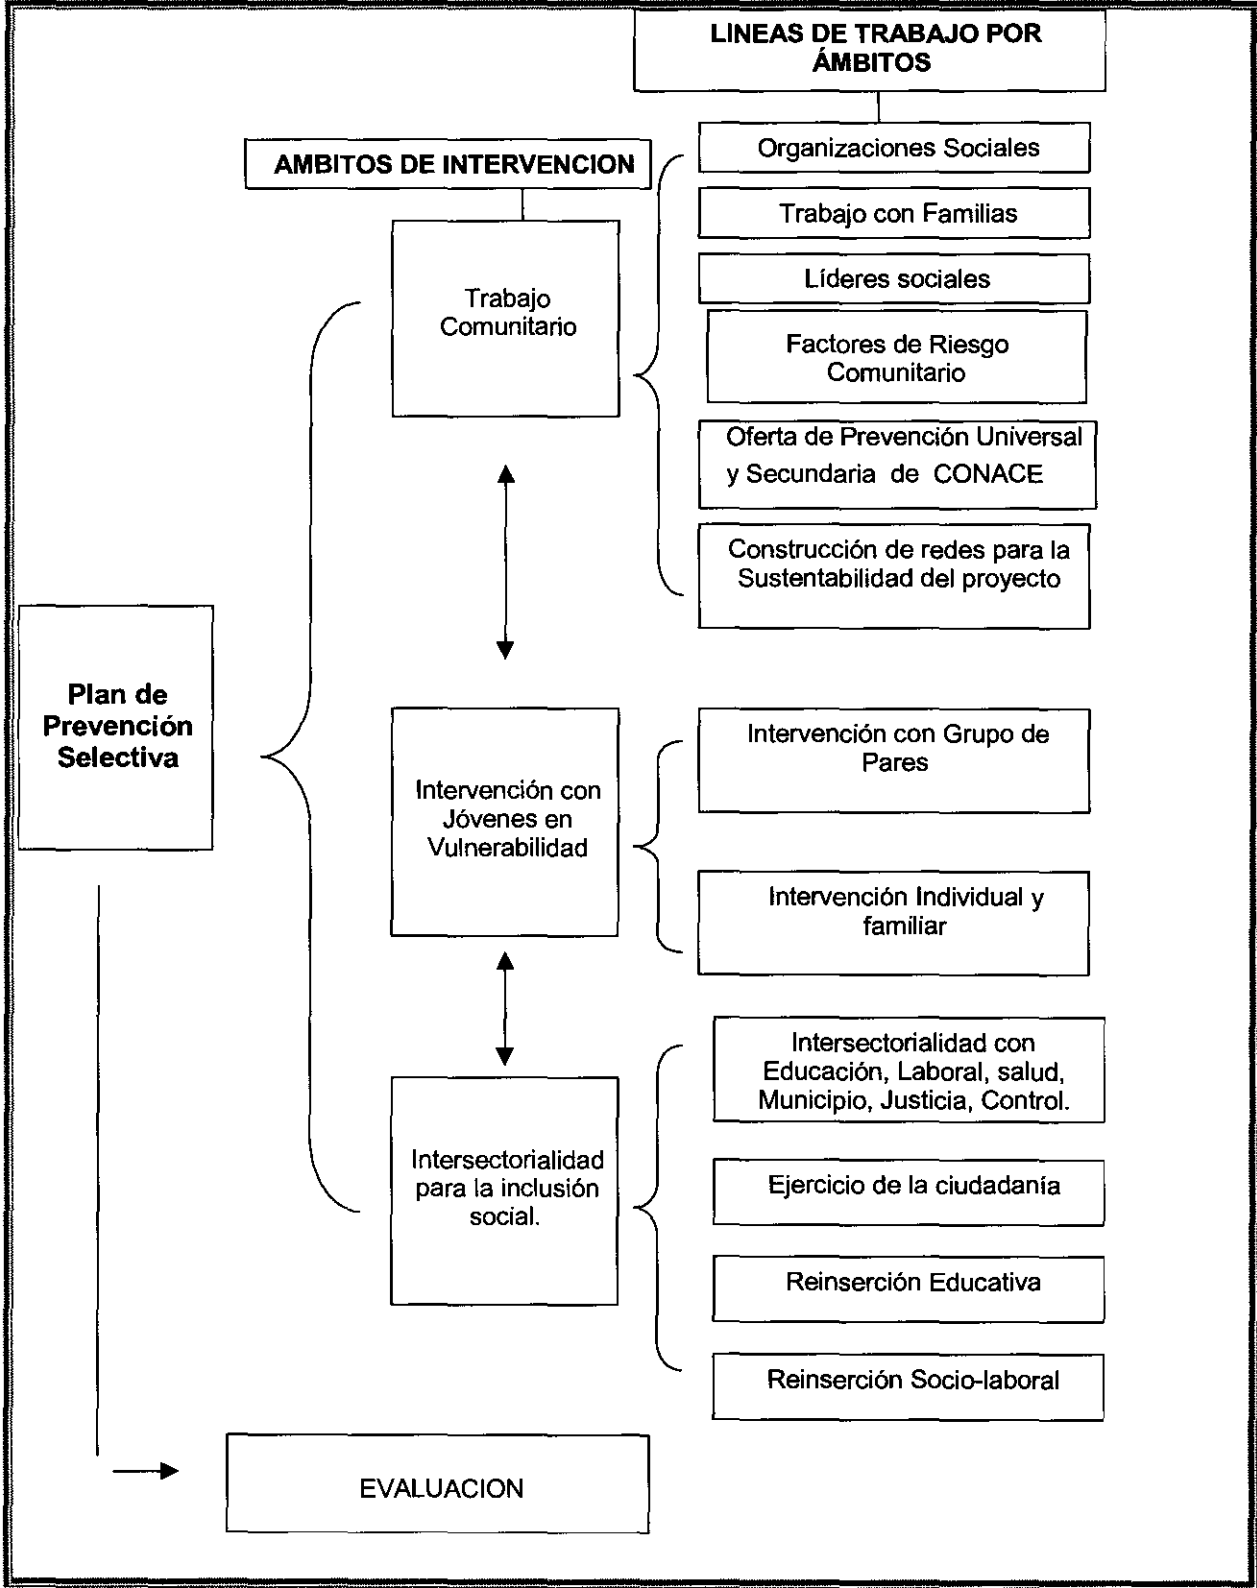 LINEAS DE TRABAJO POR
ÁMBITOS
AMBITOS DE INTERVENCION
Organizaciones Sociales
Trabajo con Familias
Líderes sociales
Factores de Riesgo
Comunitario
Oferta de Prevención Universal
y Secundaria de CONACE
Construcción de redes para la
Sustentabilidad del proyecto
Trabajo
Comunitario
Plan de
Prevención
Selectiva
Intervención con
Jóvenes en
Vulnerabilidad
Intervención con Grupo de
Pares
Intervención Individual y
familiar
Intersectorialidad
para la inclusión
social.
Intersectorialidad con
Educación, Laboral, salud,
Municipio, Justicia, Control.
Ejercicio de la ciudadanía
Reinserción Educativa
Reinserción Socio-laboral
EVALUACION